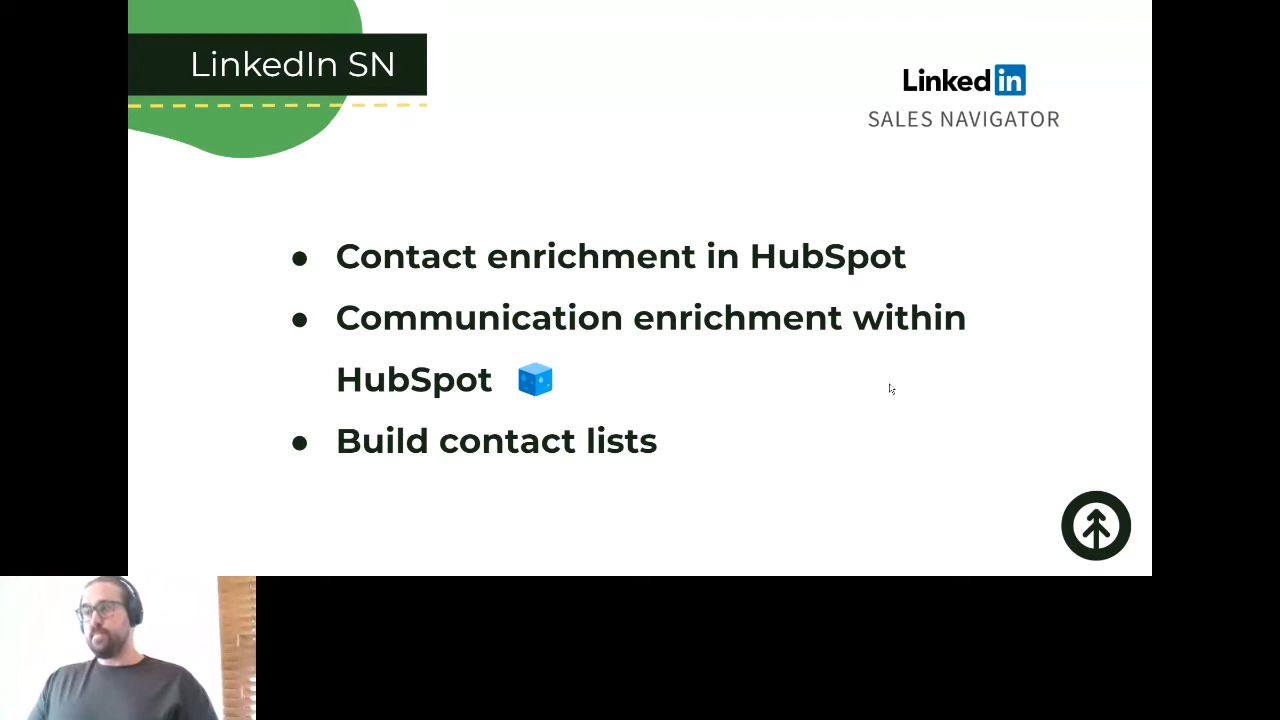 LinkedIn SN
Linked in
SALES NAVIGATOR
● Contact enrichment in HubSpot
● Communication enrichment within
HubSpot
● Build contact lists